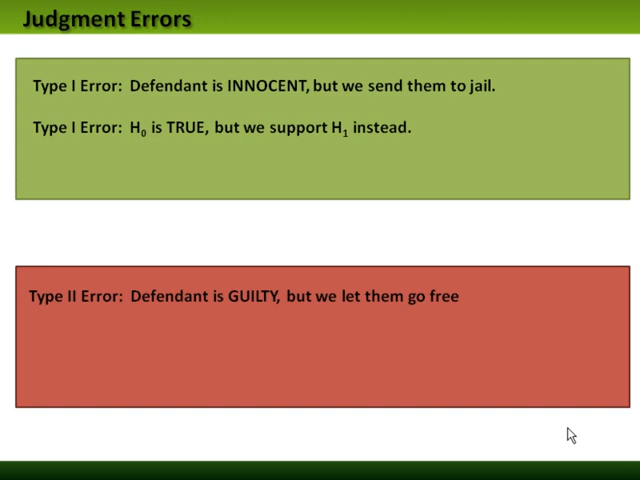 Judgment Errors
Type I Error: Defendant is INNOCENT, but we send them to jail.
Type I Error: H₀ is TRUE, but we support H₁ instead.
Type II Error: Defendant is GUILTY, but we let them go free